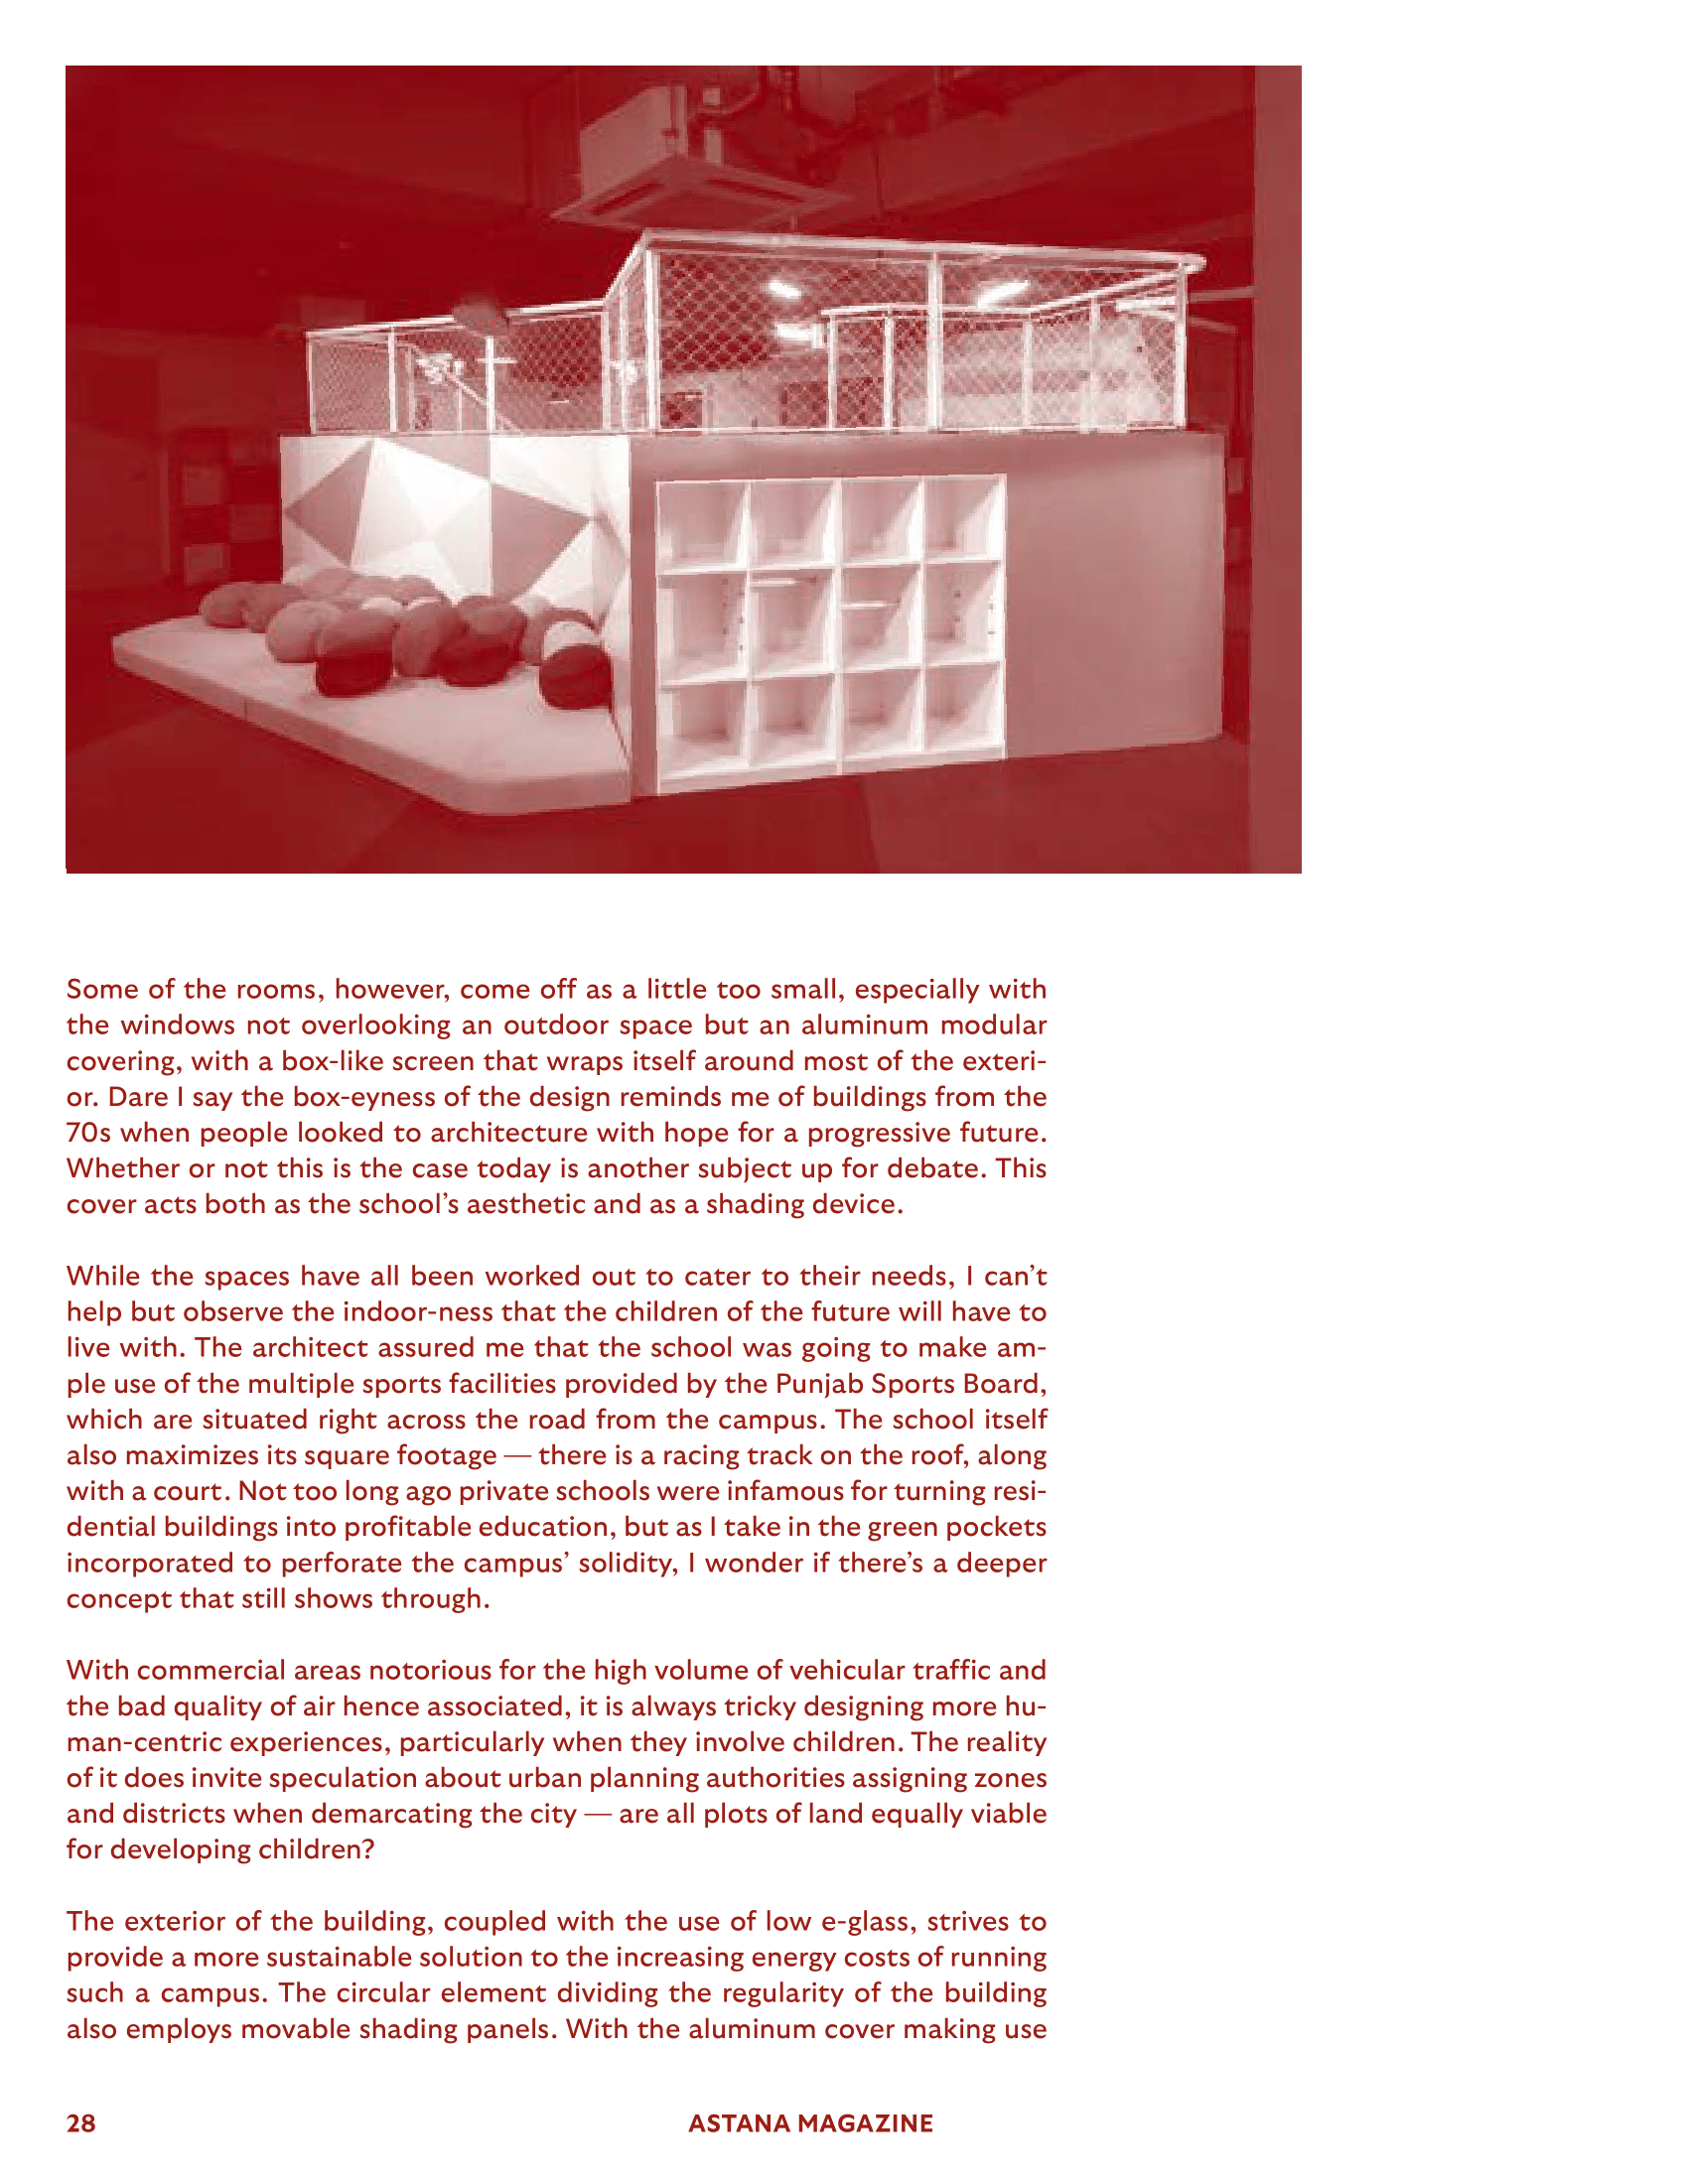 Some of the rooms, however, come off as a little too small, especially with
the windows not overlooking an outdoor space but an aluminum modular
covering, with a box-like screen that wraps itself around most of the exteri-
or. Dare I say the box-eyness of the design reminds me of buildings from the
70s when people looked to architecture with hope for a progressive future.
Whether or not this is the case today is another subject up for debate. This
cover acts both as the school’s aesthetic and as a shading device.
While the spaces have all been worked out to cater to their needs, I can’t
help but observe the indoor-ness that the children of the future will have to
live with. The architect assured me that the school was going to make am-
ple use of the multiple sports facilities provided by the Punjab Sports Board,
which are situated right across the road from the campus. The school itself
also maximizes its square footage — there is a racing track on the roof, along
with a court. Not too long ago private schools were infamous for turning resi-
dential buildings into profitable education, but as I take in the green pockets
incorporated to perforate the campus’ solidity, I wonder if there’s a deeper
concept that still shows through.
With commercial areas notorious for the high volume of vehicular traffic and
the bad quality of air hence associated, it is always tricky designing more hu-
man-centric experiences, particularly when they involve children. The reality
of it does invite speculation about urban planning authorities assigning zones
and districts when demarcating the city — are all plots of land equally viable
for developing children?
The exterior of the building, coupled with the use of low e-glass, strives to
provide a more sustainable solution to the increasing energy costs of running
such a campus. The circular element dividing the regularity of the building
also employs movable shading panels. With the aluminum cover making use
28
ASTANA MAGAZINE